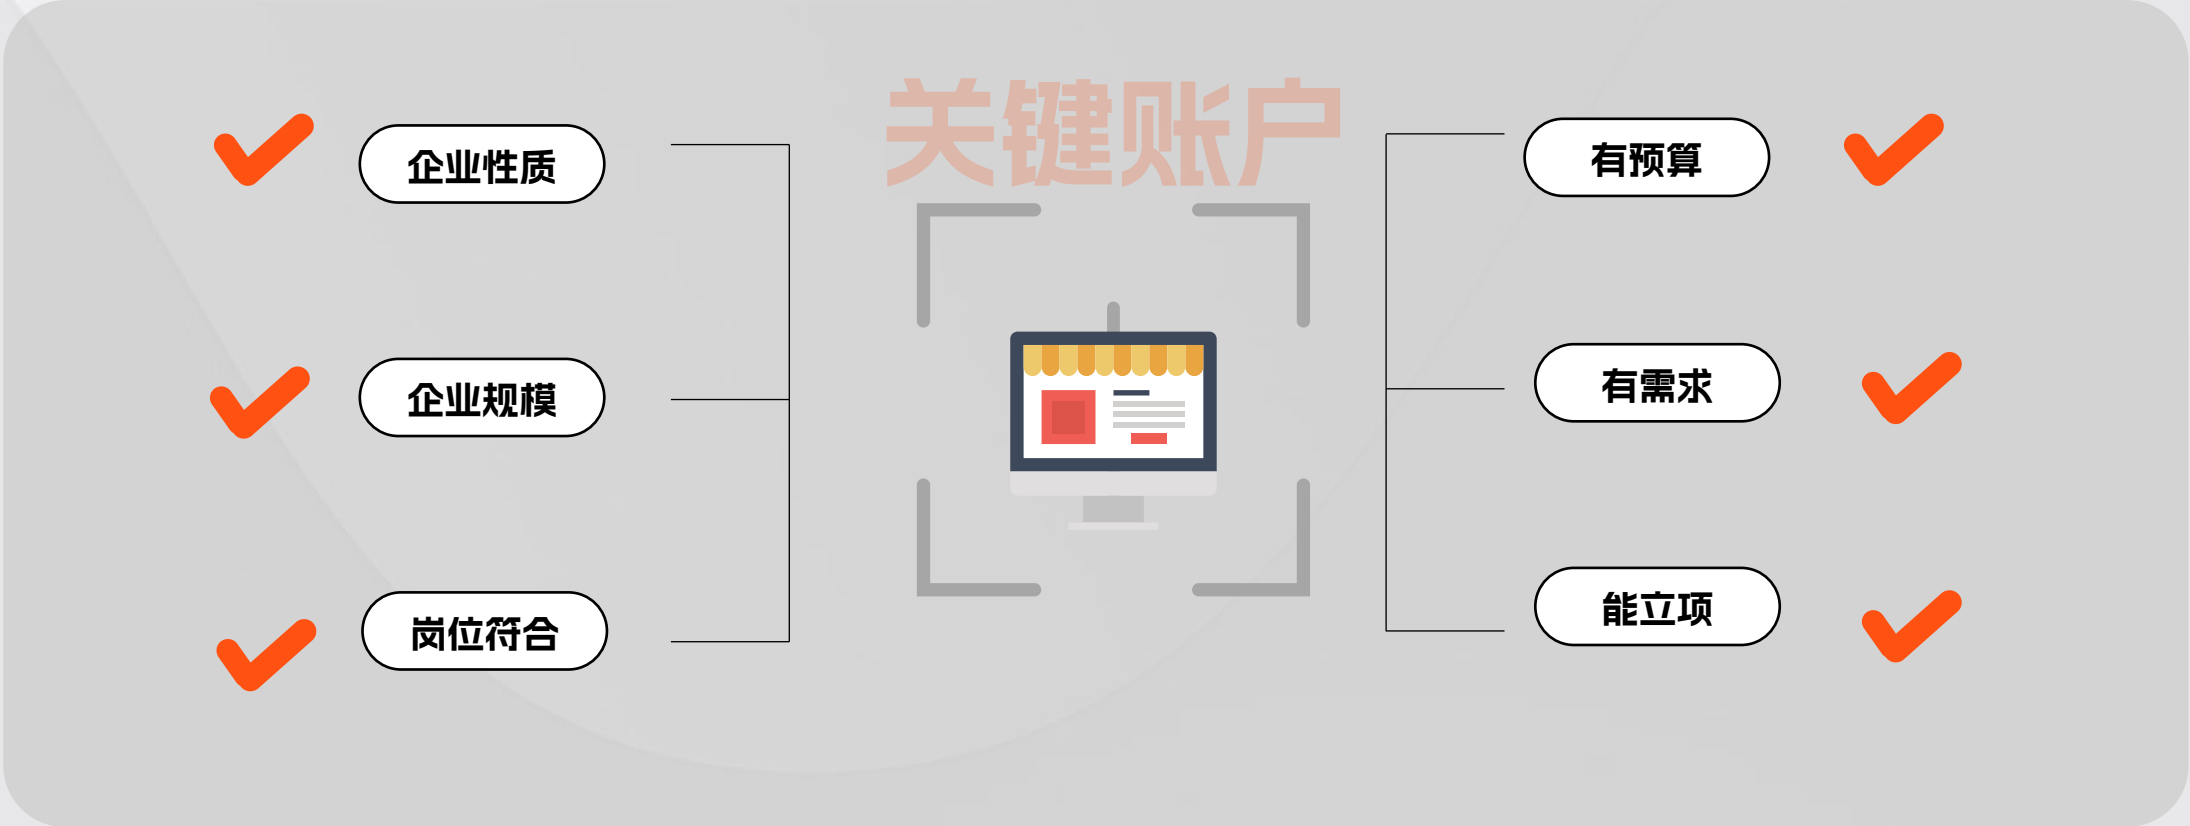 关键账户
企业性质
企业规模
岗位符合
有预算
有需求
能立项